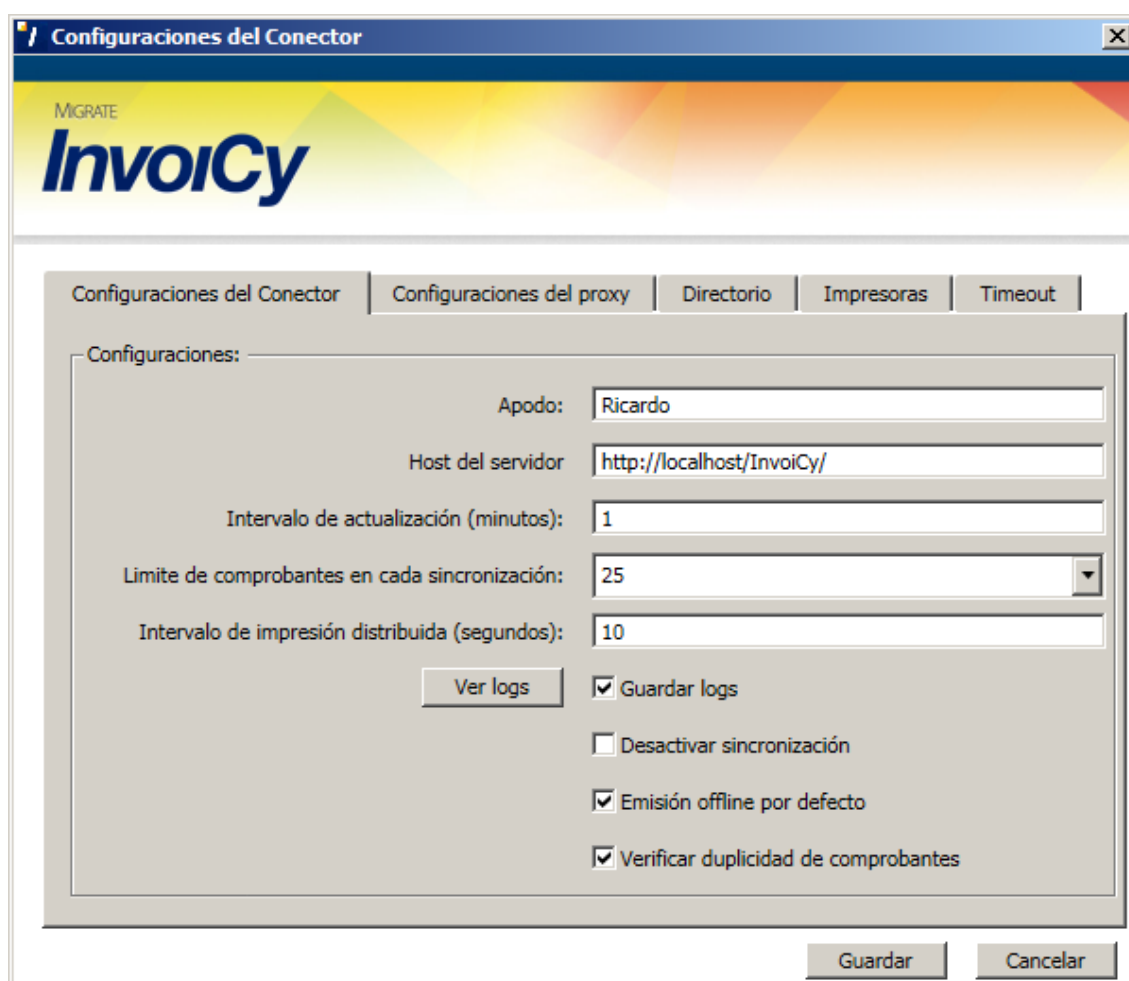 Configuraciones del Conector
MIGRATE
InvoiCy
Configuraciones del Conector Configuraciones del proxy Directorio Impresoras Timeout
Configuraciones:
Apodo: Ricardo
Host del servidor http://localhost/InvoiCy/
Intervalo de actualización (minutos): 1
Limite de comprobantes en cada sincronización: 25
Intervalo de impresión distribuida (segundos): 10
Ver logs Guardar logs
Desactivar sincronización
Emisión offline por defecto
Verificar duplicidad de comprobantes
Guardar Cancelar